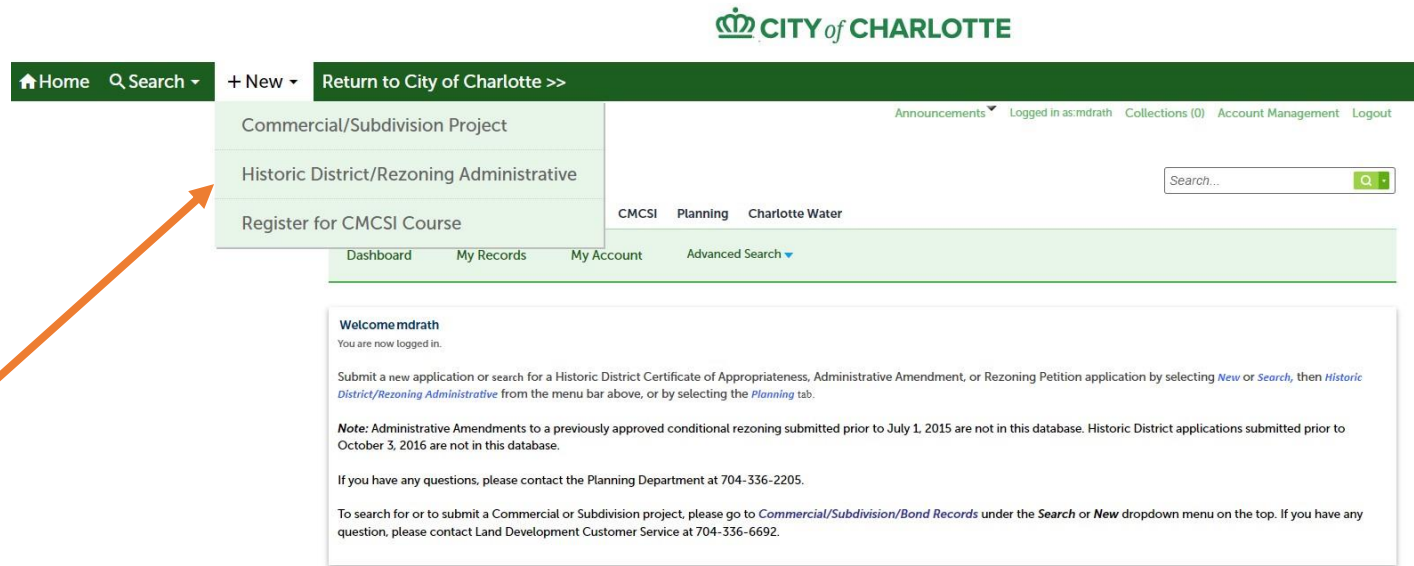 CITY of CHARLOTTE
Home Search + New Return to City of Charlotte >>
Announcements Logged in as:mdrath Collections (0) Account Management Logout
Commercial/Subdivision Project
Historic District/Rezoning Administrative
Register for CMCSI Course
Search...
CMCSI Planning Charlotte Water
Dashboard My Records My Account Advanced Search
Welcome mdrath
You are now logged in.
Submit a new application or search for a Historic District Certificate of Appropriateness, Administrative Amendment, or Rezoning Petition application by selecting New or Search, then Historic
District/Rezoning Administrative from the menu bar above, or by selecting the Planning tab.
Note: Administrative Amendments to a previously approved conditional rezoning submitted prior to July 1, 2015 are not in this database. Historic District applications submitted prior to
October 3, 2016 are not in this database.
If you have any questions, please contact the Planning Department at 704-336-2205.
To search for or to submit a Commercial or Subdivision project, please go to Commercial/Subdivision/Bond Records under the Search or New dropdown menu on the top. If you have any
question, please contact Land Development Customer Service at 704-336-6692.